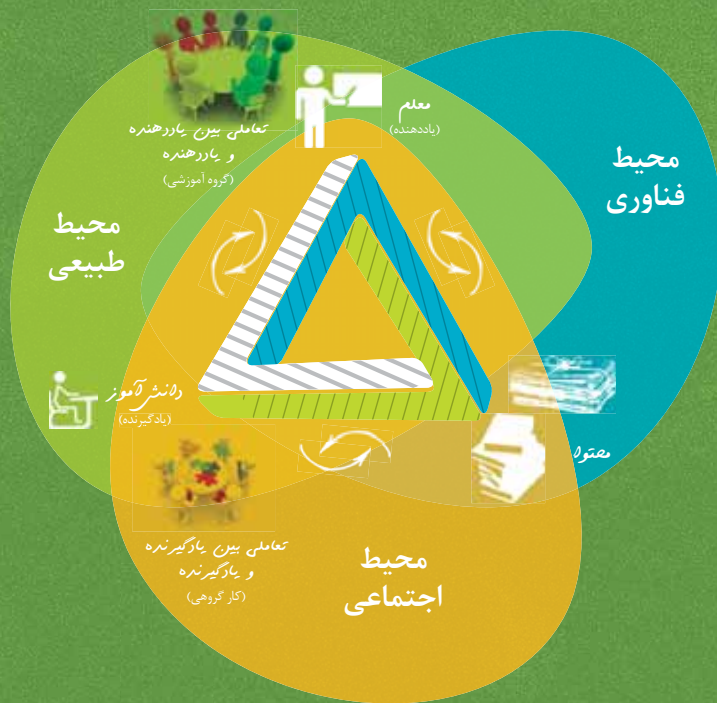 معلم
(یاددهنده)
تعاملی بین یاددهنده
و یاددهنده
(گروه آموزشی)
محیط
فناوری
محیط
طبیعی
دانش‌آموز
(یادگیرنده)
محتوا
تعاملی بین یادگیرنده
و یادگیرنده
(کار گروهی)
محیط
اجتماعی